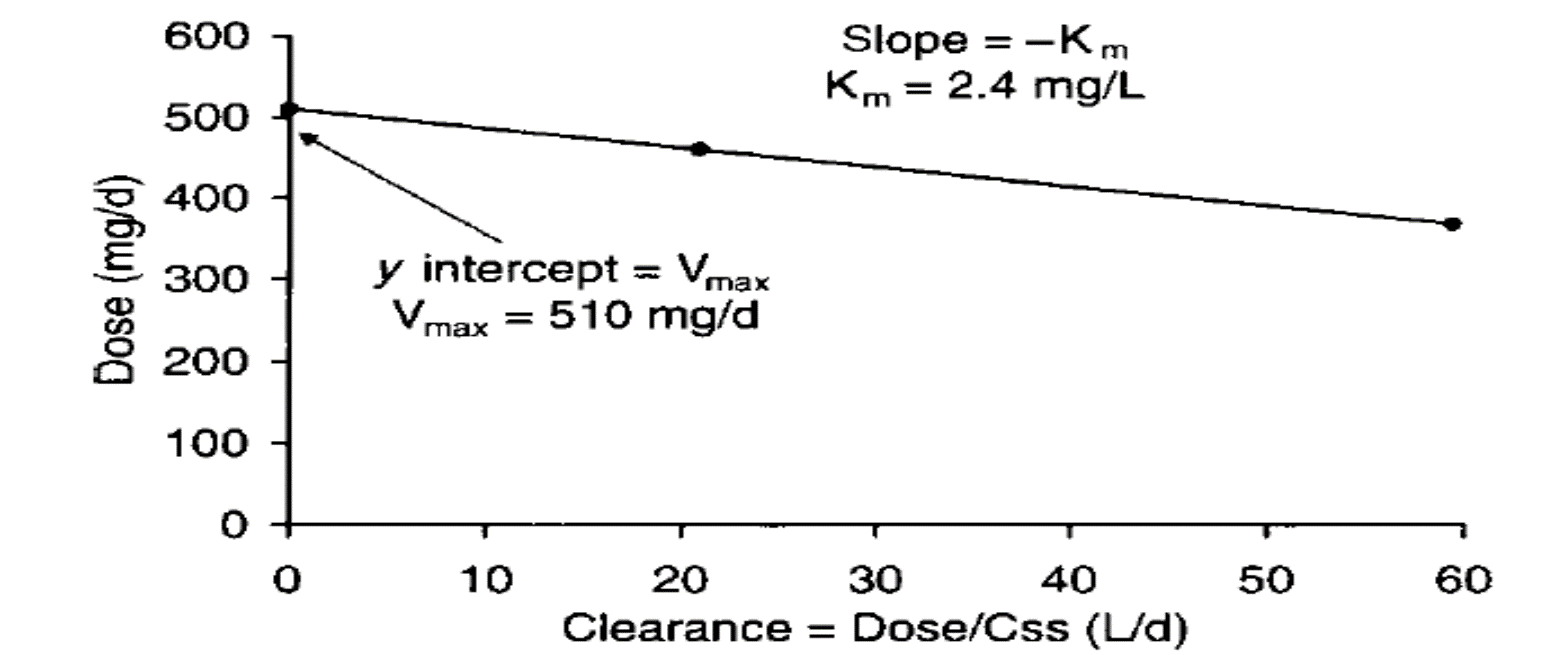 600
Slope = –Km
Km = 2.4 mg/L
500
400
y intercept = Vmax
Vmax = 510 mg/d
300
200
100
0
Dose (mg/d)
0 10 20 30 40 50 60
Clearance = Dose/Css (L/d)